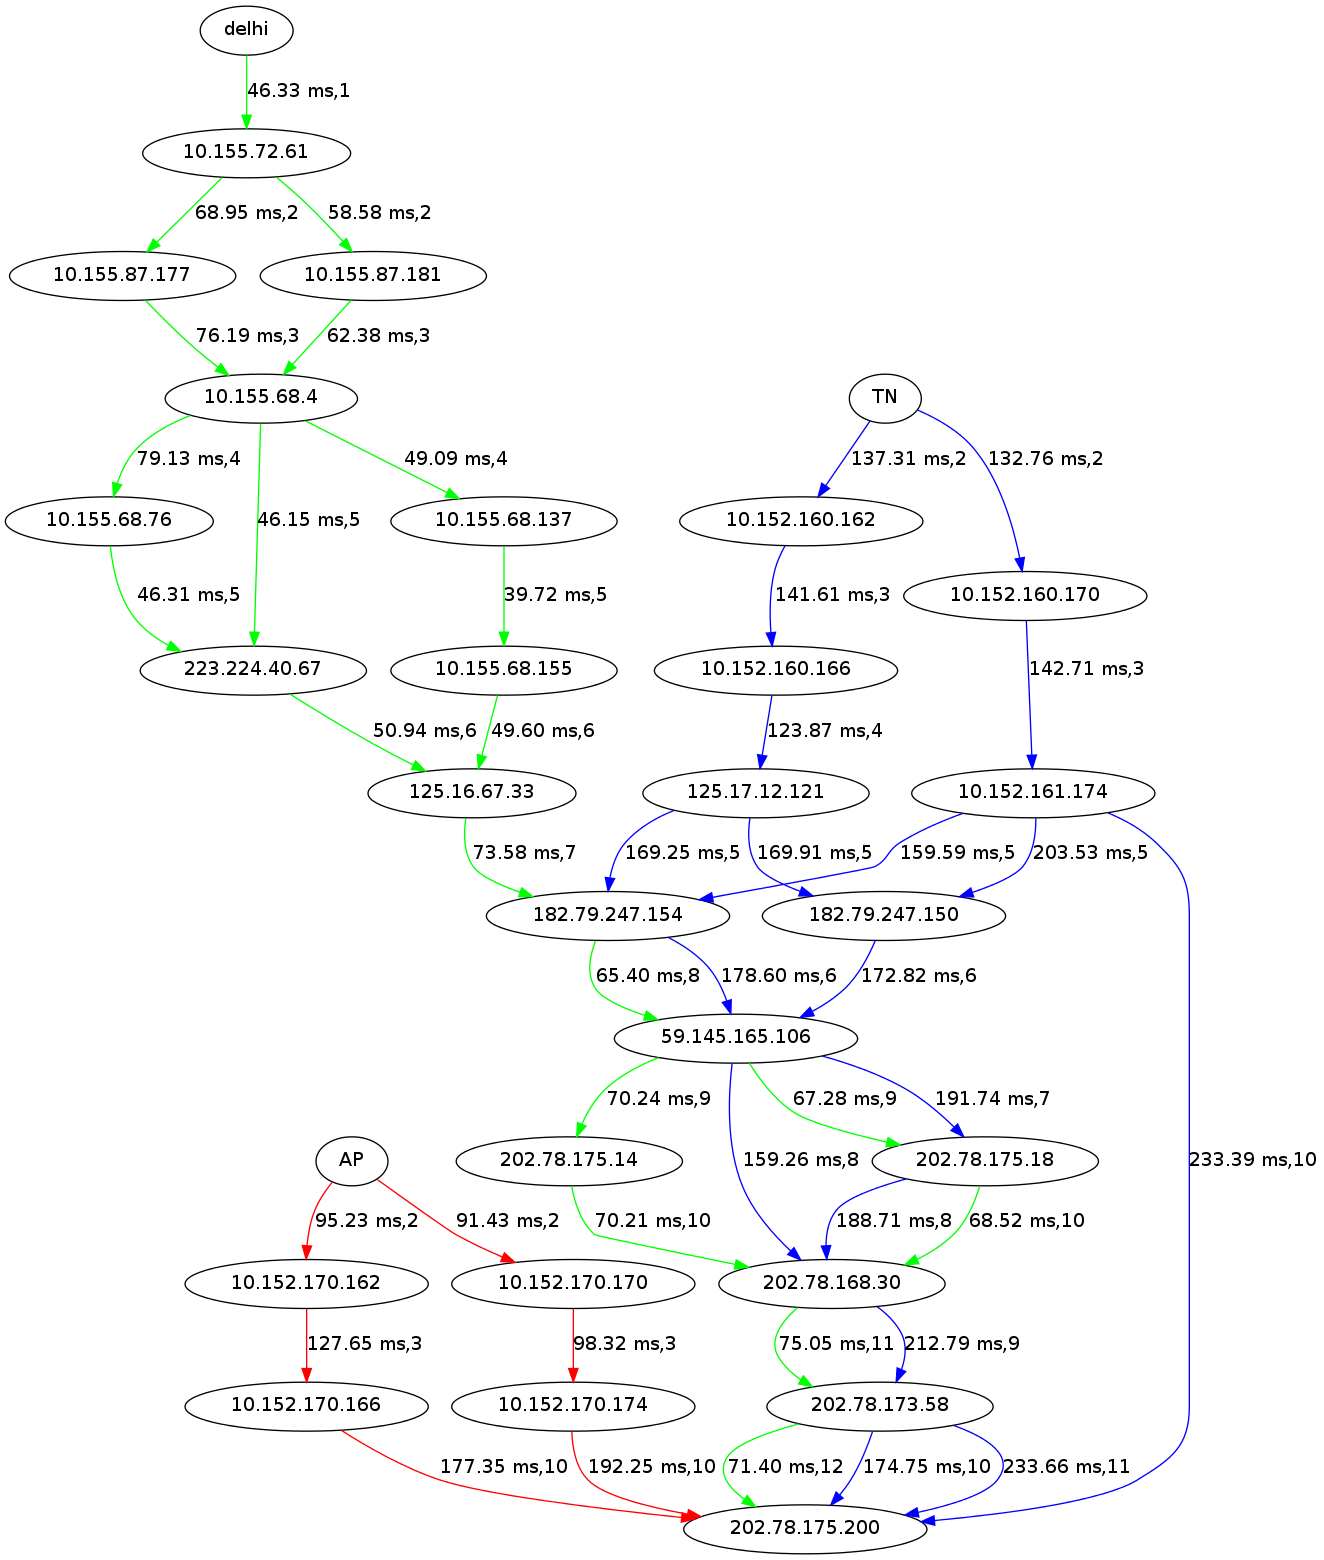 delhi
46.33 ms,1
10.155.72.61
68.95 ms,2
58.58 ms,2
10.155.87.177
10.155.87.181
76.19 ms,3
62.38 ms,3
10.155.68.4
TN
79.13 ms,4
49.09 ms,4
137.31 ms,2
132.76 ms,2
10.155.68.76
46.15 ms,5
10.155.68.137
10.152.160.162
46.31 ms,5
39.72 ms,5
141.61 ms,3
10.152.160.170
223.224.40.67
10.155.68.155
10.152.160.166
142.71 ms,3
50.94 ms,6
49.60 ms,6
123.87 ms,4
125.16.67.33
125.17.12.121
10.152.161.174
73.58 ms,7
169.25 ms,5
169.91 ms,5
159.59 ms,5
203.53 ms,5
182.79.247.154
182.79.247.150
65.40 ms,8
178.60 ms,6
172.82 ms,6
59.145.165.106
70.24 ms,9
67.28 ms,9
191.74 ms,7
AP
202.78.175.14
159.26 ms,8
202.78.175.18
233.39 ms,10
95.23 ms,2
91.43 ms,2
70.21 ms,10
188.71 ms,8
68.52 ms,10
10.152.170.162
10.152.170.170
202.78.168.30
127.65 ms,3
98.32 ms,3
75.05 ms,11
212.79 ms,9
10.152.170.166
10.152.170.174
202.78.173.58
177.35 ms,10
192.25 ms,10
71.40 ms,12
174.75 ms,10
233.66 ms,11
202.78.175.200